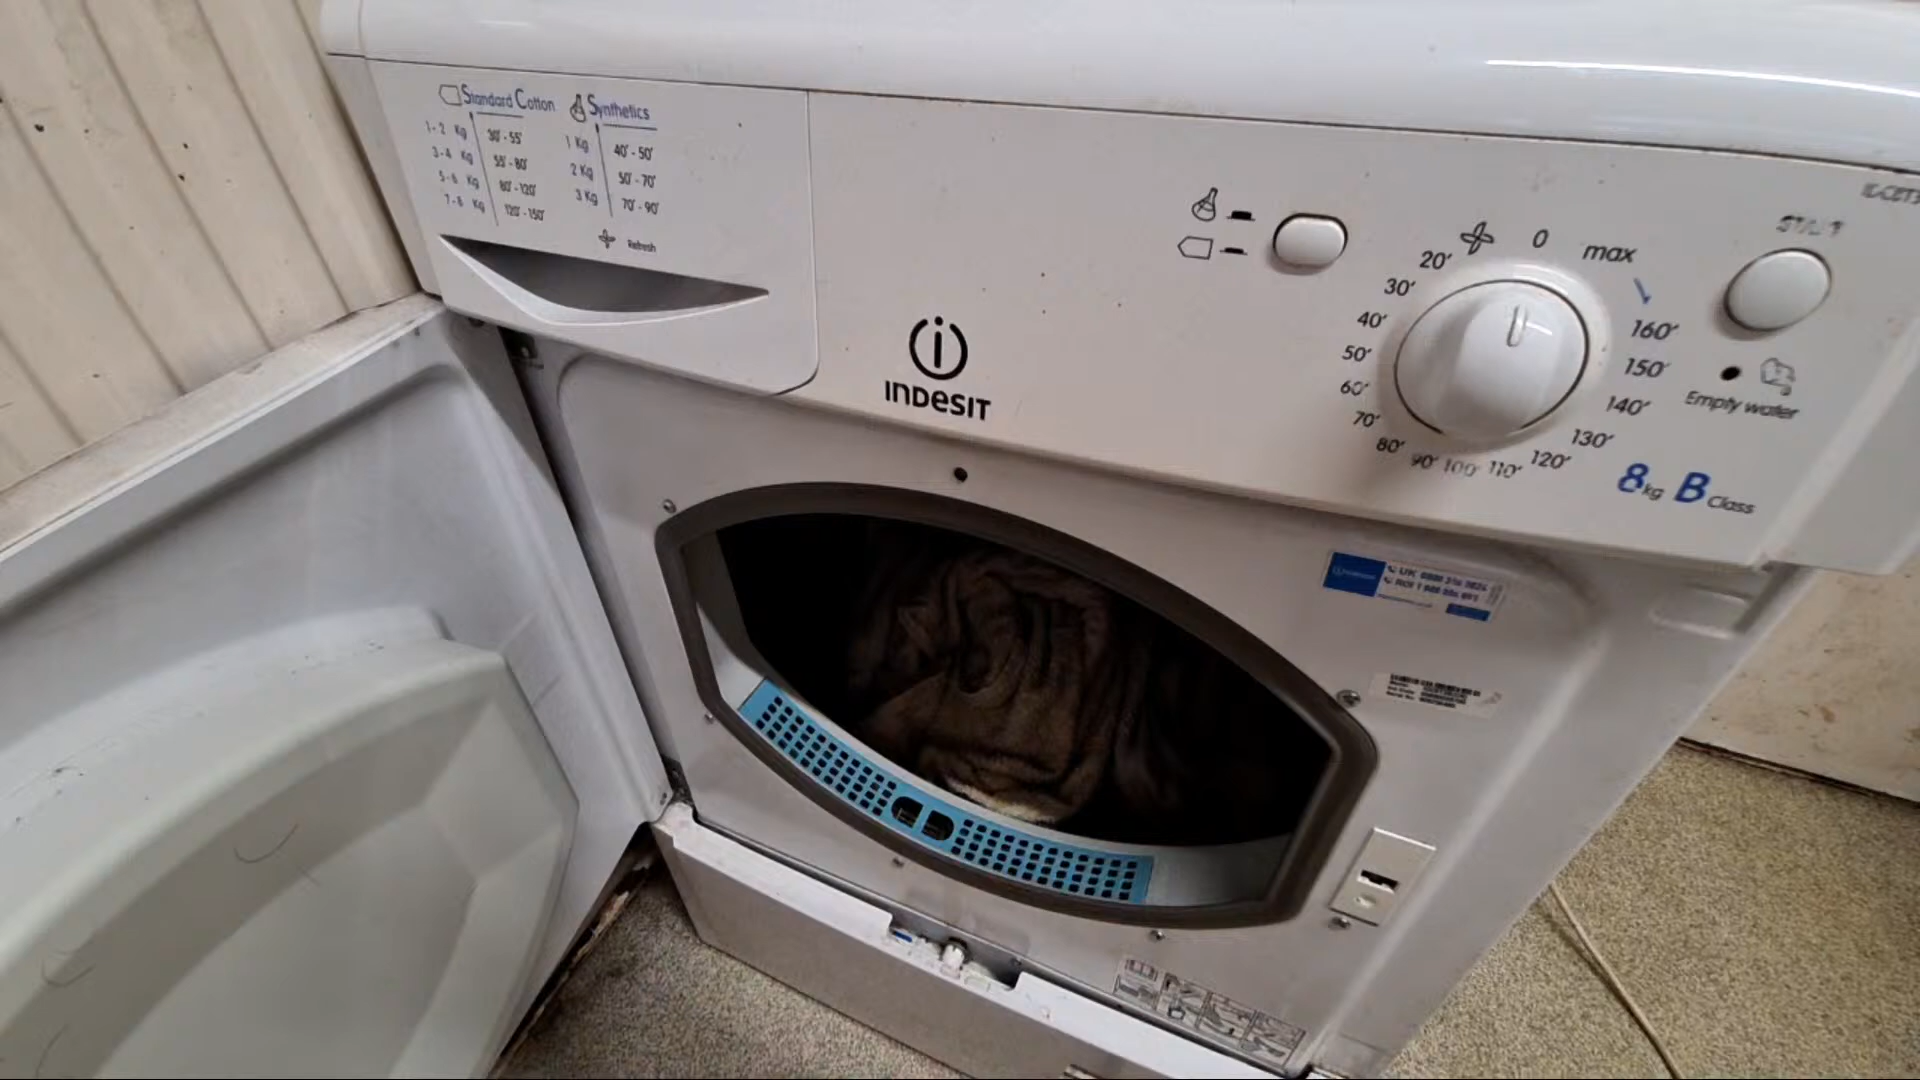 Standard Cotton
1-2 Kg 30'-55'
3-4 Kg 55'-80'
5-6 Kg 80'-120'
7-8 Kg 120'-150'
Synthetics
1 Kg 40'-50'
2 Kg 50'-70'
3 Kg 70'-90'
Refresh
INDESIT
0
max
160'
150'
140'
130'
120'
110'
100'
90'
80'
70'
60'
50'
40'
30'
20'
START
Empty water
8kg B Class